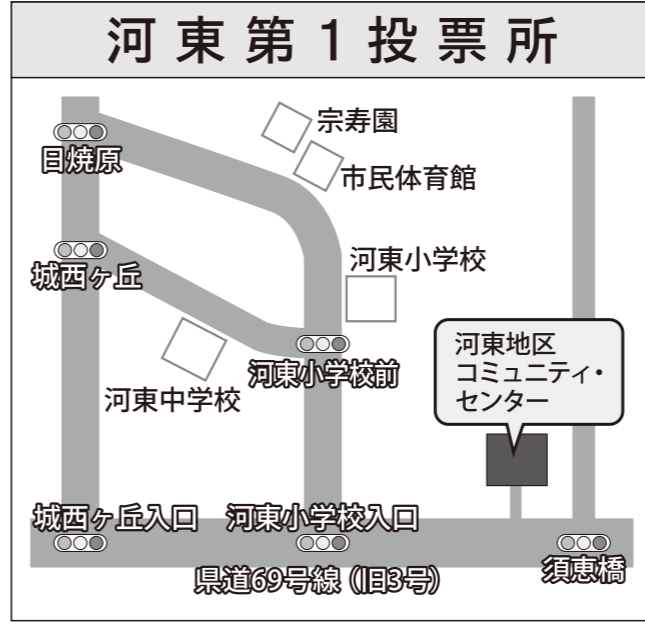 河東第1投票所
宗寿園
日焼原
市民体育館
城西ヶ丘
河東小学校
河東小学校前
河東地区
コミュニティ・
センター
河東中学校
城西ヶ丘入口
河東小学校入口
県道69号線(旧3号)
須恵橋